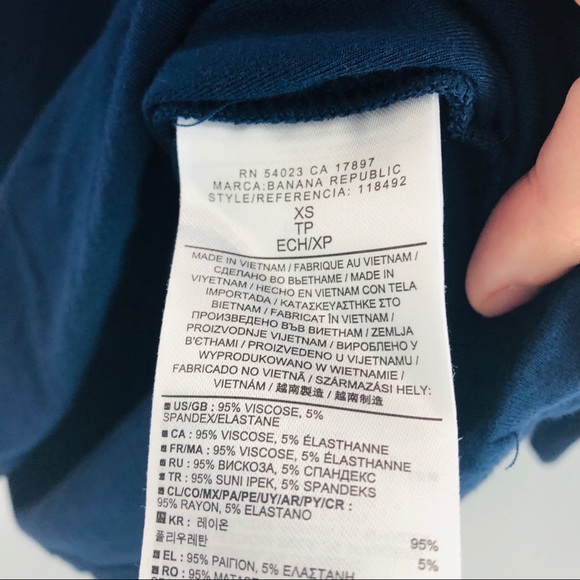 RN 54023 CA 17897
MARCA:BANANA REPUBLIC
STYLE/REFERENCIA: 118492
XS
TP
ECH/XP
MADE IN VIETNAM / FABRIQUE AU VIETNAM /
СДЕЛАНО ВО ВЬЕТНАМЕ / MADE IN
VIYETNAM / HECHO EN VIETNAM CON TELA
IMPORTADA / ΚΑΤΑΣΚΕΥΑΣΤΗΚΕ ΣΤΟ
ΒΙΕΤΝΑΜ / FABRICAT ÎN VIETNAM /
ПРОИЗВЕДЕНО ВЪВ ВИЕТНАМ / ZEMLJA
PROIZVODNJE VIJETNAM / ВИРОБЛЕНО У
В'ЄТНАМІ / PROIZVEDENO U VIJETNAMU /
WYPRODUKOWANO W WIETNAMIE /
FABRICADO NO VIETNÃ / SZÁRMAZÁSI HELY:
VIETNÁM / 越南製造 / 越南制造
US/GB : 95% VISCOSE, 5%
SPANDEX/ELASTANE
CA : 95% VISCOSE, 5% ÉLASTHANNE
FR/MA : 95% VISCOSE, 5% ÉLASTHANNE
RU : 95% ВИСКОЗА, 5% СПАНДЕКС
TR : 95% SUNI IPEK, 5% SPANDEKS
CL/CO/MX/PA/PE/UY/AR/PY/CR :
95% RAYON, 5% ELASTANO
KR : 레이온 95%
폴리우레탄 5%
EL : 95% ΡΑΓΙΟΝ, 5% ΕΛΑΣΤΑΝΗ
RO : 95%